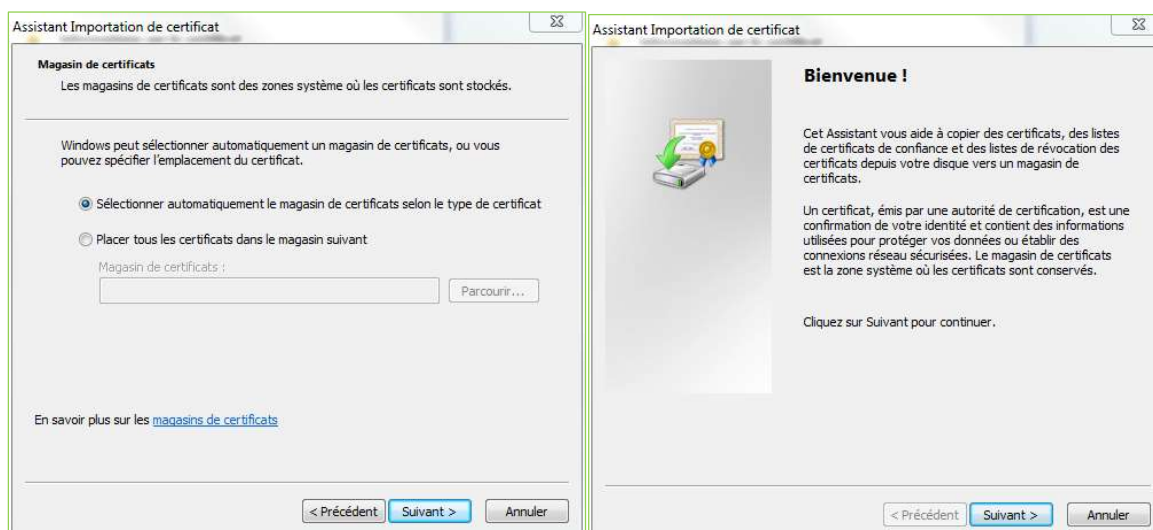 Assistant Importation de certificat
Magasin de certificats
Les magasins de certificats sont des zones système où les certificats sont stockés.
Windows peut sélectionner automatiquement un magasin de certificats, ou vous
pouvez spécifier l'emplacement du certificat.
Sélectionner automatiquement le magasin de certificats selon le type de certificat
Placer tous les certificats dans le magasin suivant
Magasin de certificats :
Parcourir...
En savoir plus sur les magasins de certificats
< Précédent Suivant > Annuler
Assistant Importation de certificat
Bienvenue !
Cet Assistant vous aide à copier des certificats, des listes
de certificats de confiance et des listes de révocation des
certificats depuis votre disque vers un magasin de
certificats.
Un certificat, émis par une autorité de certification, est une
confirmation de votre identité et contient des informations
utilisées pour protéger vos données ou établir des
connexions réseau sécurisées. Le magasin de certificats
est la zone système où les certificats sont conservés.
Cliquez sur Suivant pour continuer.
< Précédent Suivant > Annuler